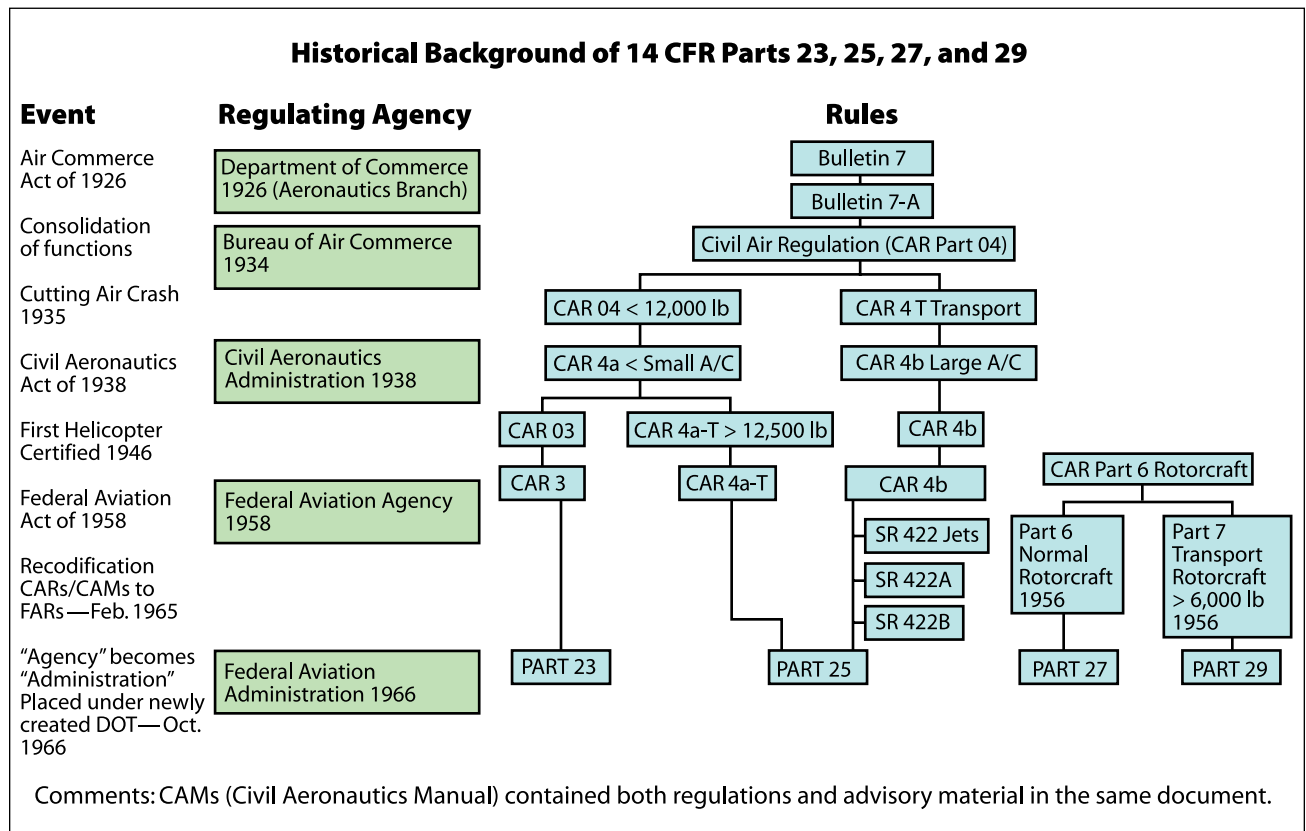 Historical Background of 14 CFR Parts 23, 25, 27, and 29
Event
Regulating Agency
Rules
Air Commerce
Act of 1926
Consolidation
of functions
Cutting Air Crash
1935
Civil Aeronautics
Act of 1938
First Helicopter
Certified 1946
Federal Aviation
Act of 1958
Recodification
CARs/CAMs to
FARs—Feb. 1965
“Agency” becomes
“Administration”
Placed under newly
created DOT—Oct.
1966
Department of Commerce
1926 (Aeronautics Branch)
Bureau of Air Commerce
1934
Civil Aeronautics
Administration 1938
Federal Aviation Agency
1958
Federal Aviation
Administration 1966
Bulletin 7
Bulletin 7-A
Civil Air Regulation (CAR Part 04)
CAR 04 < 12,000 lb
CAR 4 T Transport
CAR 4a < Small A/C
CAR 4b Large A/C
CAR 03
CAR 4a-T > 12,500 lb
CAR 4b
CAR 3
CAR 4a-T
CAR 4b
CAR Part 6 Rotorcraft
SR 422 Jets
SR 422A
SR 422B
Part 6
Normal
Rotorcraft
1956
Part 7
Transport
Rotorcraft
> 6,000 lb
1956
PART 23
PART 25
PART 27
PART 29
Comments: CAMs (Civil Aeronautics Manual) contained both regulations and advisory material in the same document.